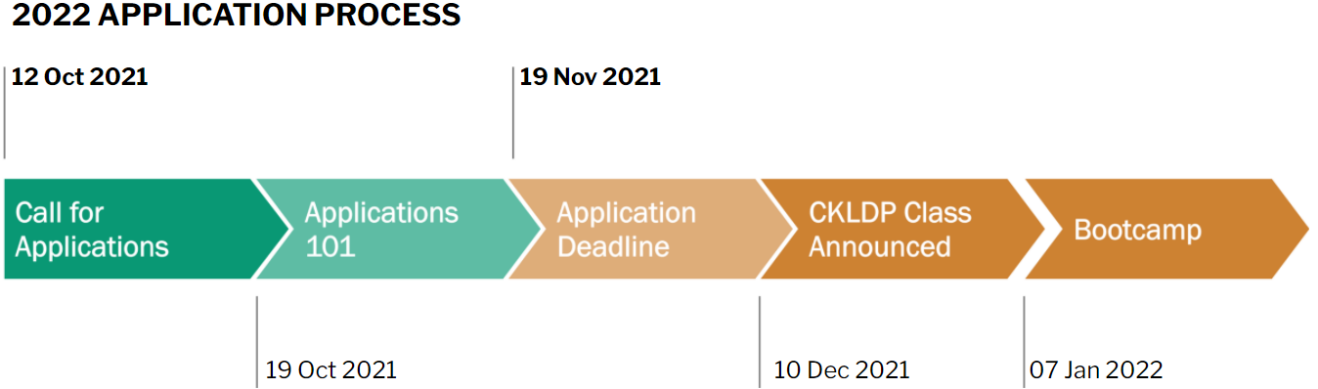 2022 APPLICATION PROCESS
12 Oct 2021
19 Nov 2021
Call for
Applications
Applications
101
Application
Deadline
CKLDP Class
Announced
Bootcamp
19 Oct 2021
10 Dec 2021
07 Jan 2022